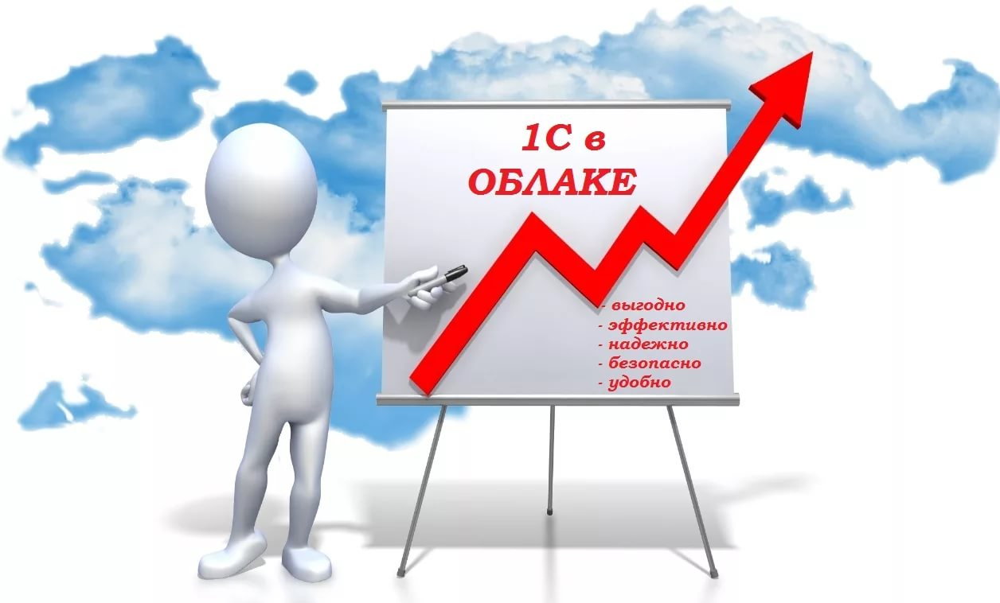 1С в
ОБЛАКЕ
- выгодно
- эффективно
- надежно
- безопасно
- удобно